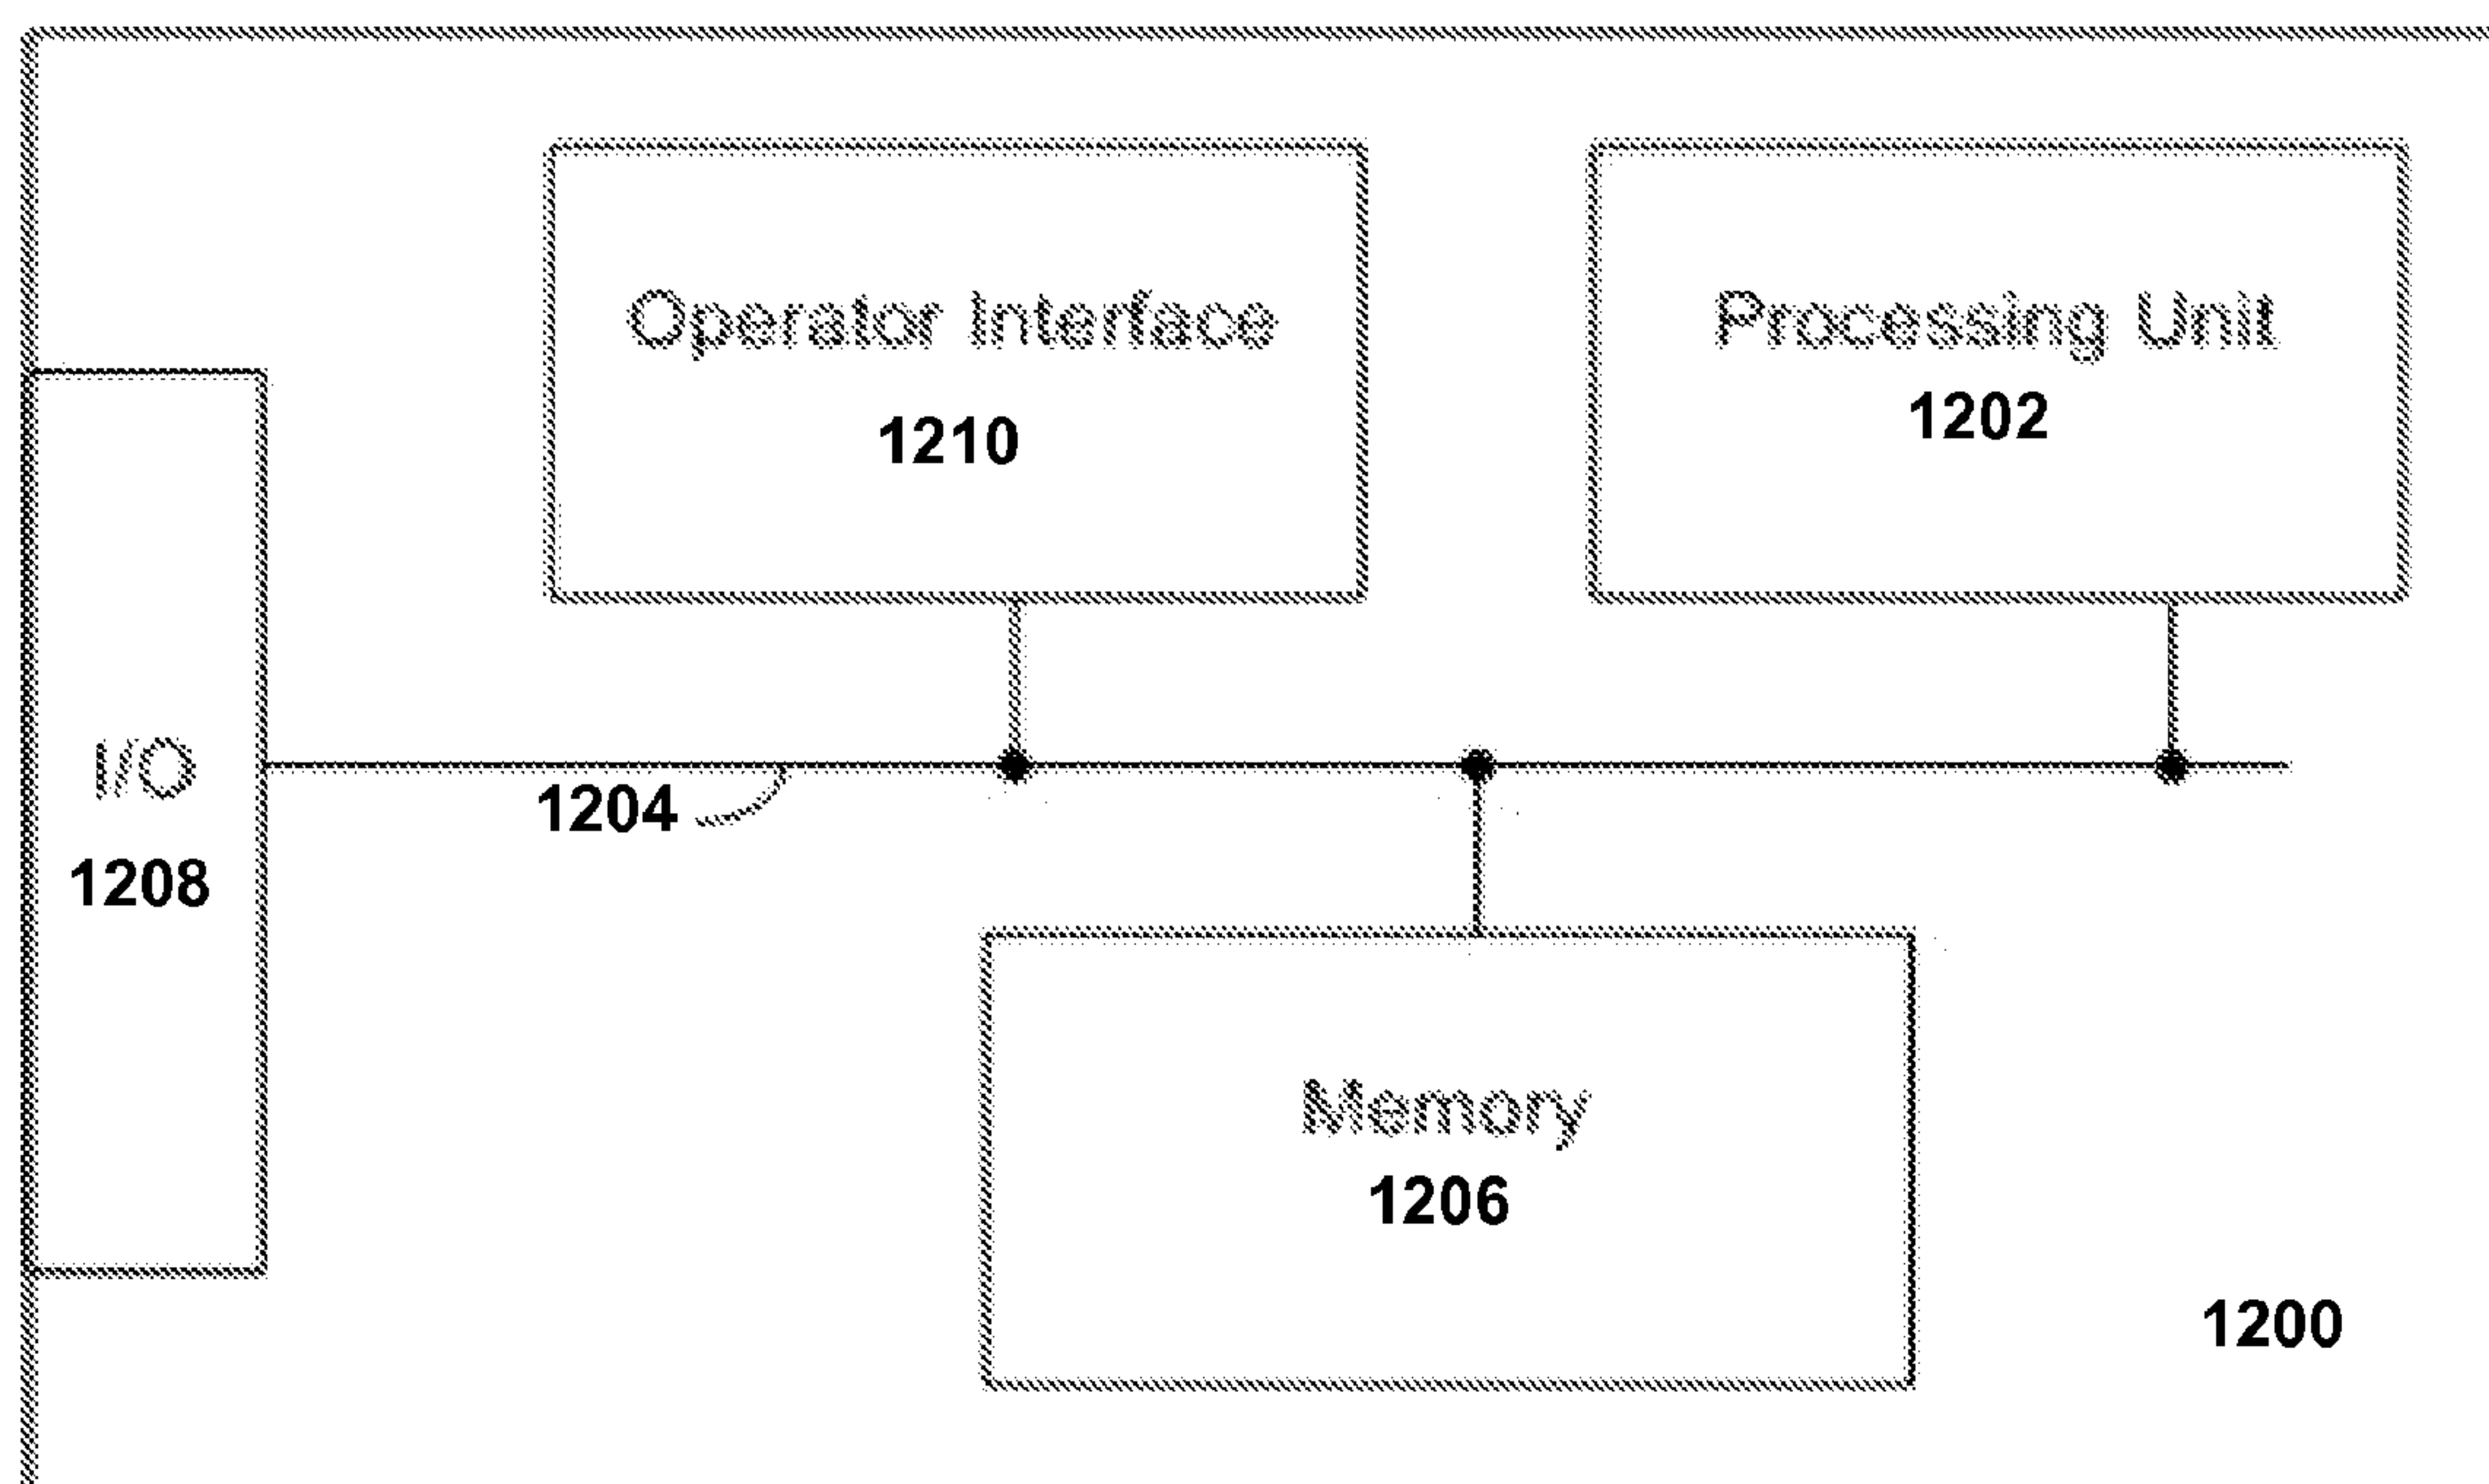 Operator Interface
1210
Processing Unit
1202
I/O
1208
1204
Memory
1206
1200